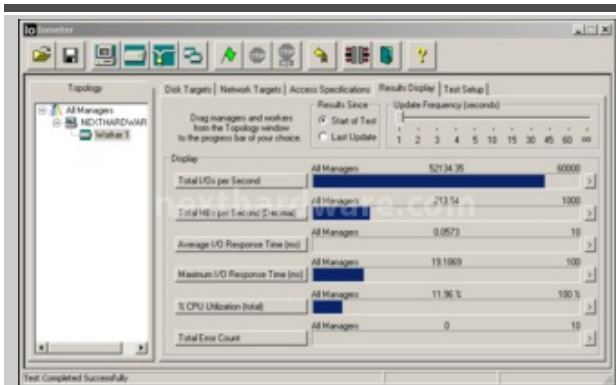 Iometer
Topology
All Managers
NEXTHARDWAR
Worker 1
Disk Targets
Network Targets
Access Specifications
Results Display
Test Setup
Drag managers and workers
from the Topology window
to the progress bar of your choice.
Results Since
Start of Test
Last Update
Update Frequency (seconds)
1 2 3 4 5 10 15 30 45 60 oo
Display
All Managers 52134.35 60000
Total I/Os per Second >
All Managers 213.54 1000
Total MBs per Second (Decimal) >
nexthardware.com
All Managers 0.0573 10
Average I/O Response Time (ms) >
All Managers 19.1869 100
Maximum I/O Response Time (ms) >
All Managers 11.96 % 100 %
% CPU Utilization (total) >
All Managers 0 10
Total Error Count >
Test Completed Successfully